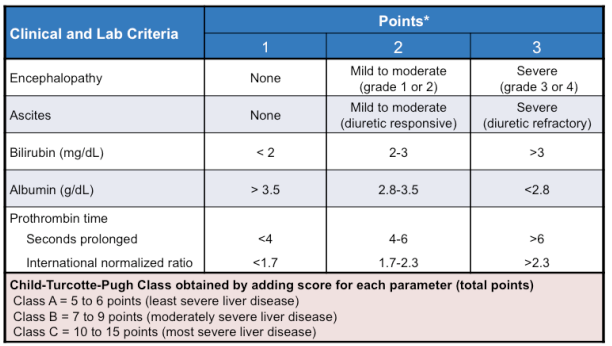 Clinical and Lab Criteria
Points*
1 2 3
Encephalopathy None Mild to moderate (grade 1 or 2) Severe (grade 3 or 4)
Ascites None Mild to moderate (diuretic responsive) Severe (diuretic refractory)
Bilirubin (mg/dL) < 2 2-3 >3
Albumin (g/dL) > 3.5 2.8-3.5 <2.8
Prothrombin time
Seconds prolonged <4 4-6 >6
International normalized ratio <1.7 1.7-2.3 >2.3
Child-Turcotte-Pugh Class obtained by adding score for each parameter (total points)
Class A = 5 to 6 points (least severe liver disease)
Class B = 7 to 9 points (moderately severe liver disease)
Class C = 10 to 15 points (most severe liver disease)